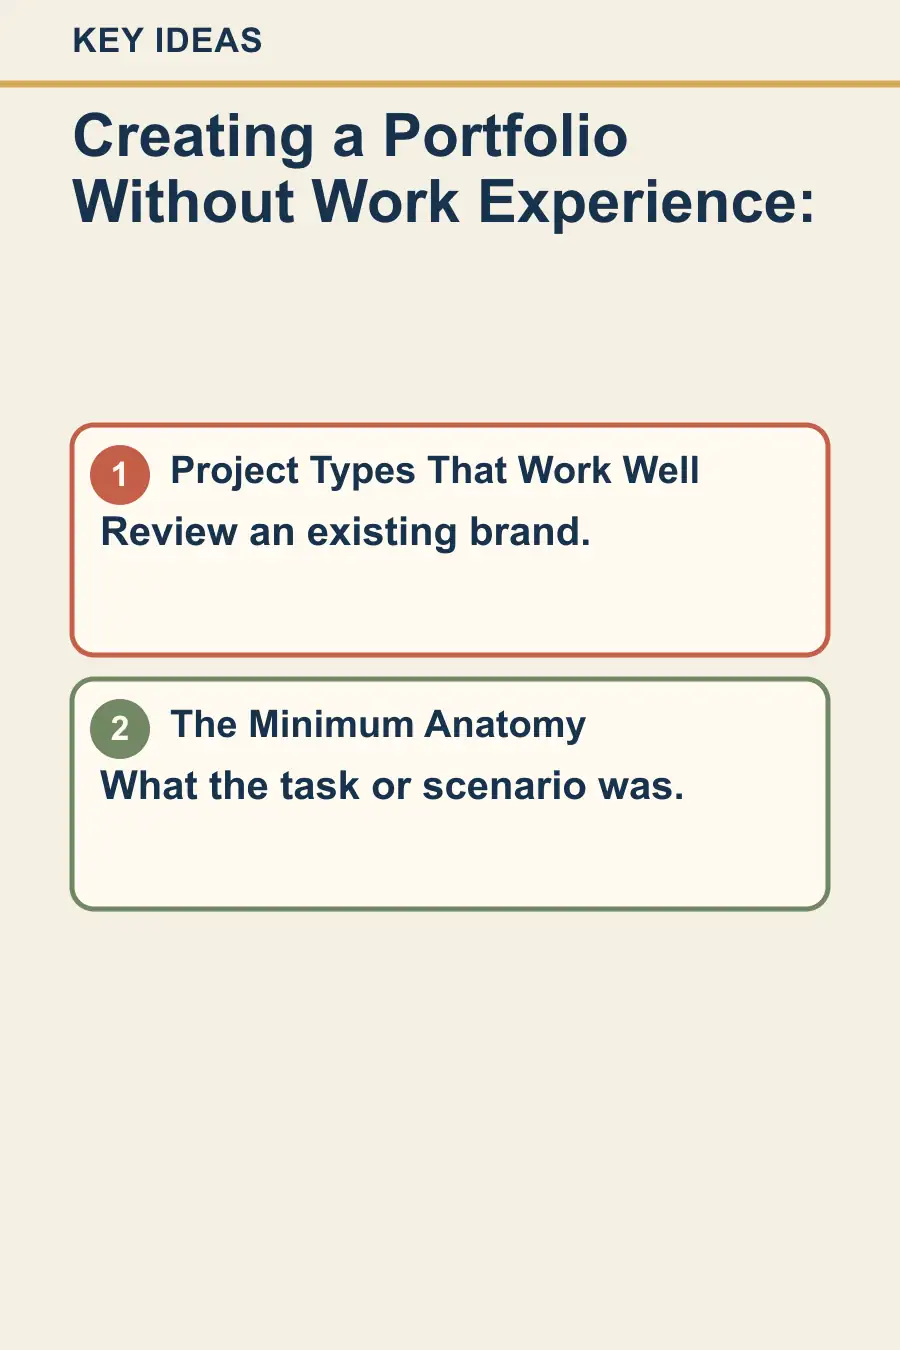 KEY IDEAS
Creating a Portfolio
Without Work Experience:
1 Project Types That Work Well
Review an existing brand.
2 The Minimum Anatomy
What the task or scenario was.